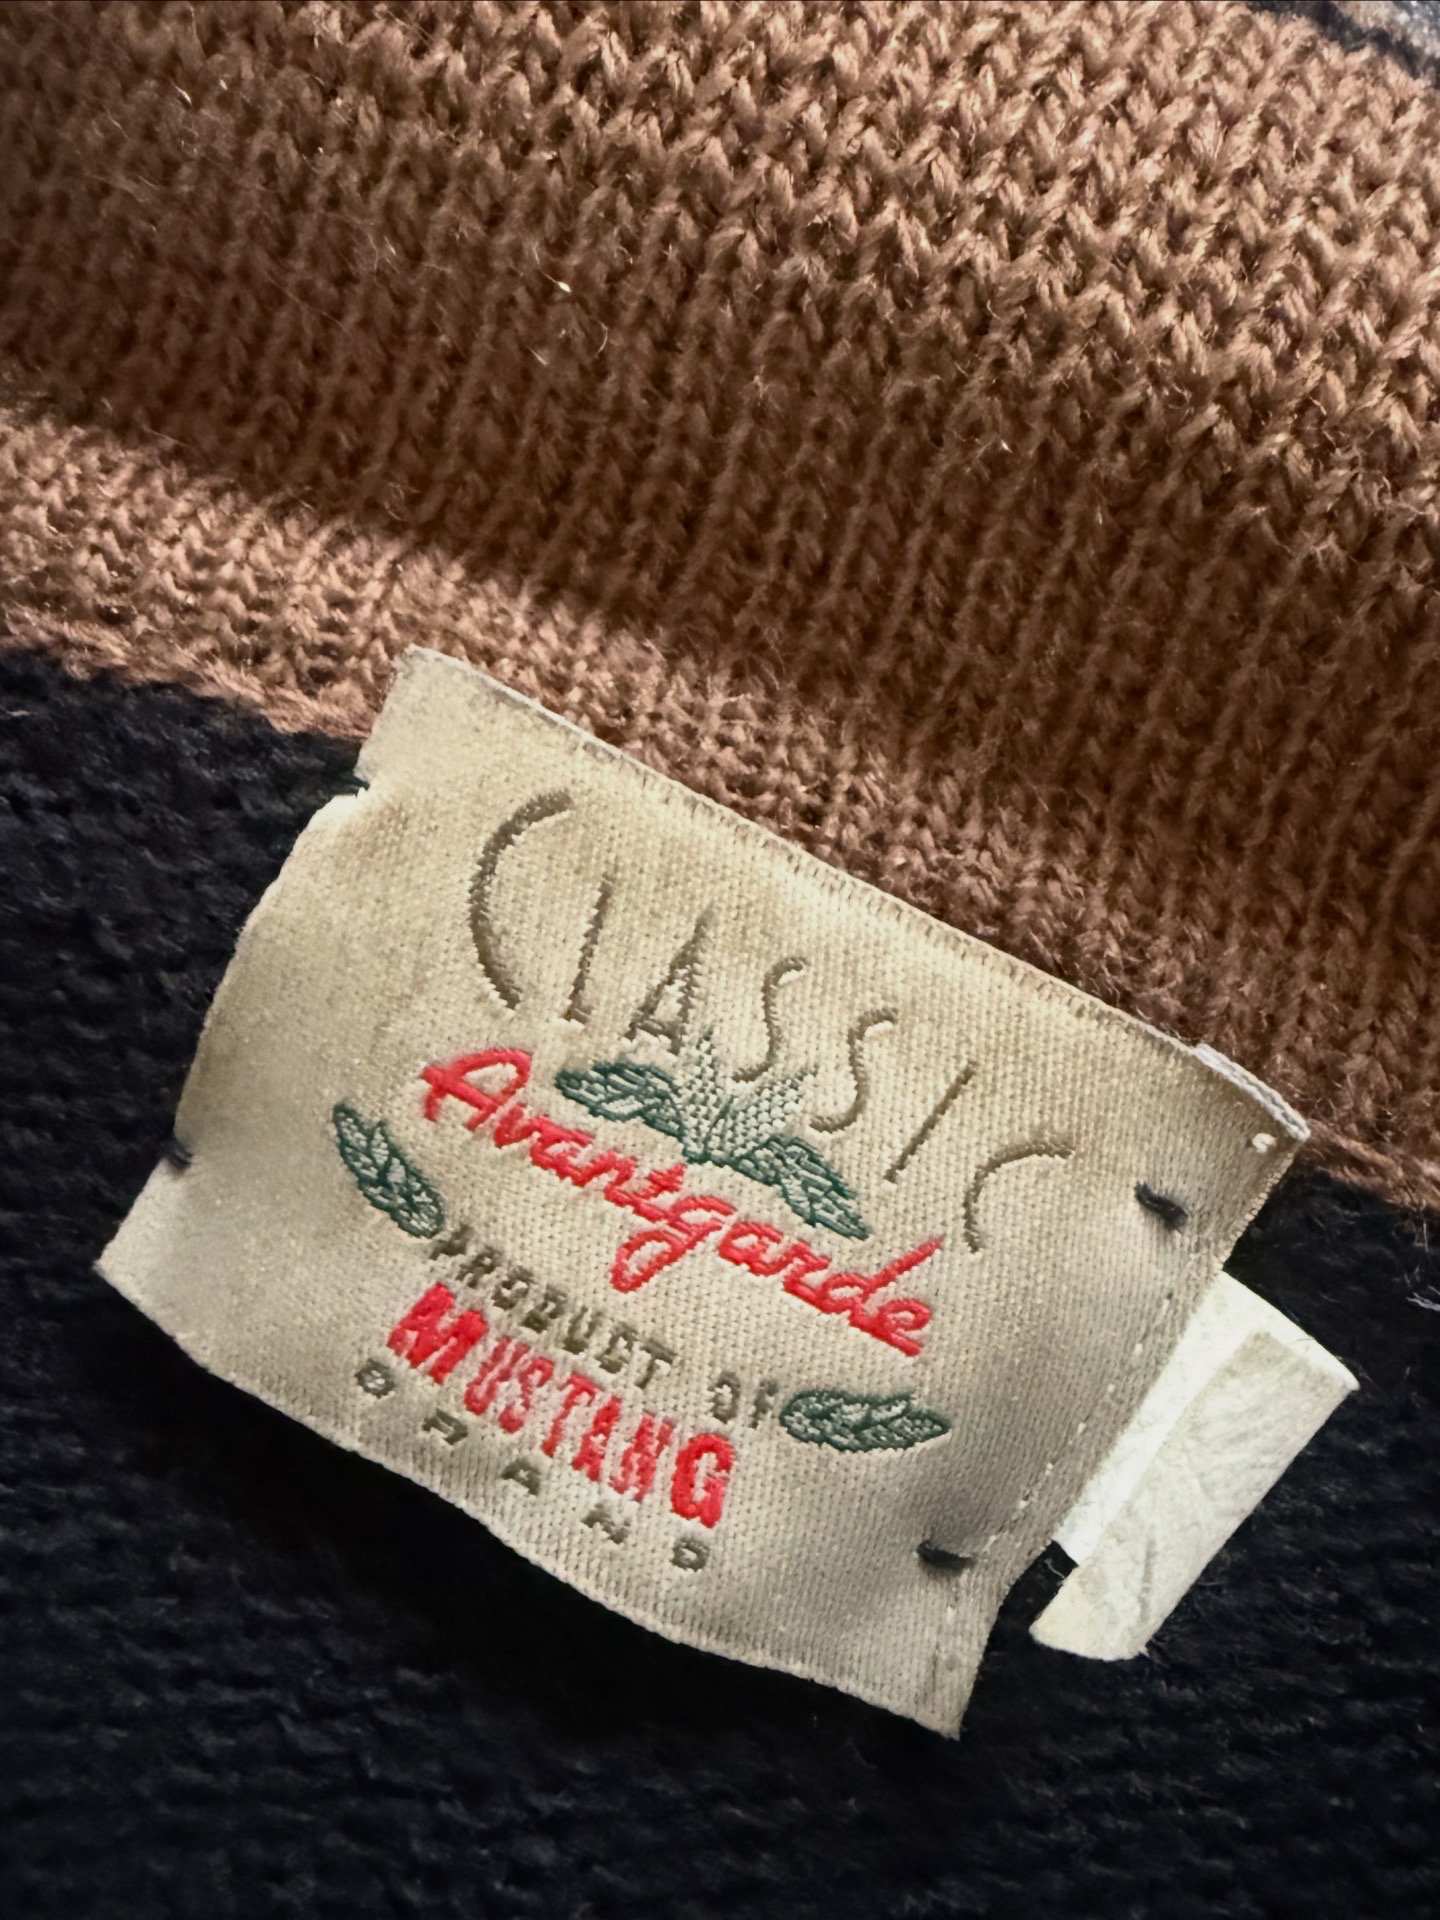 CLASSIC
Avantgarde
PRODUCT OF
MUSTANG
BRAND